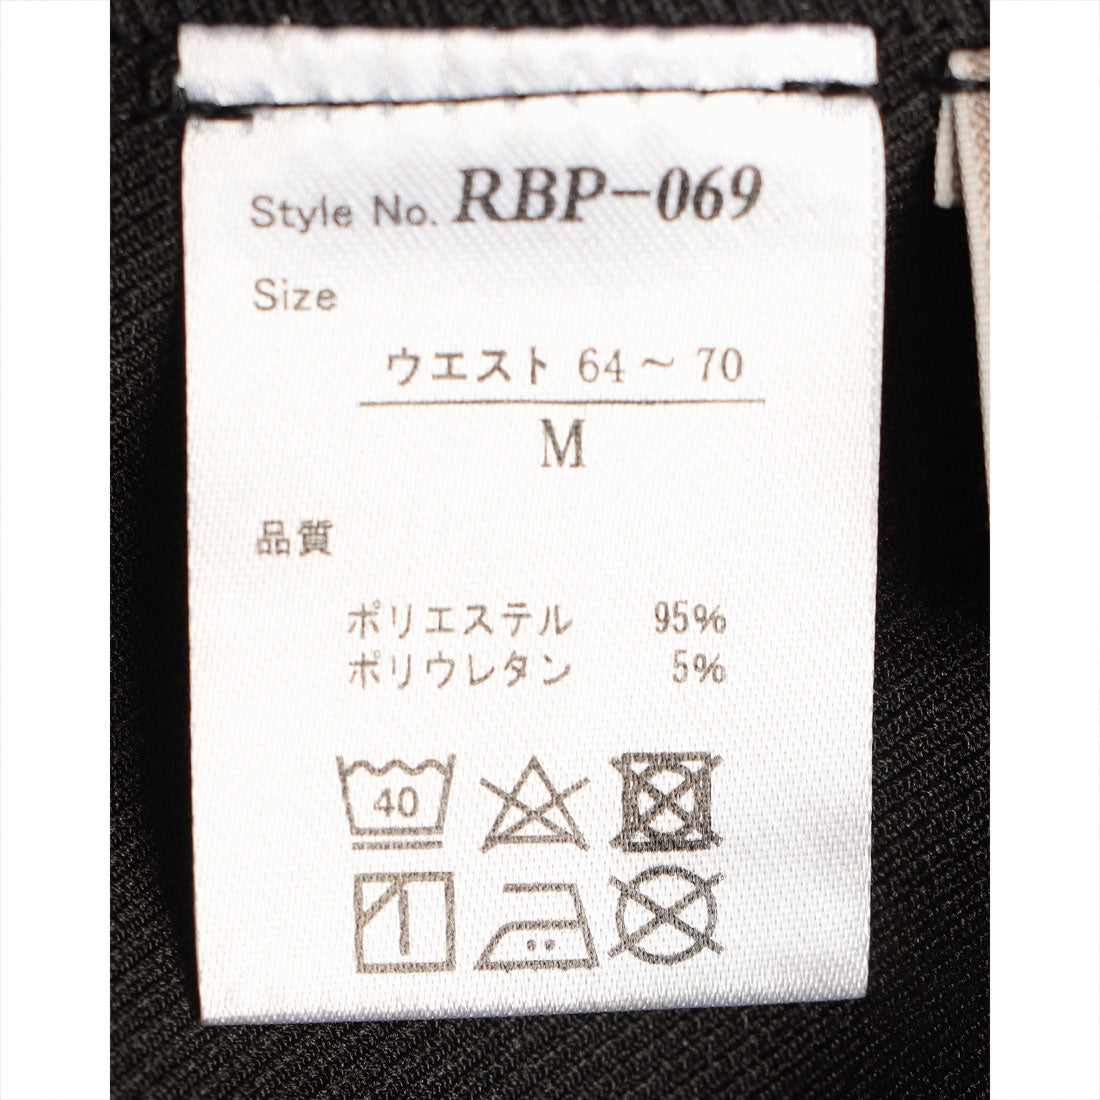 Style No. RBP-069
Size
ウエスト 64～70
M
品質
ポリエステル 95%
ポリウレタン 5%
40